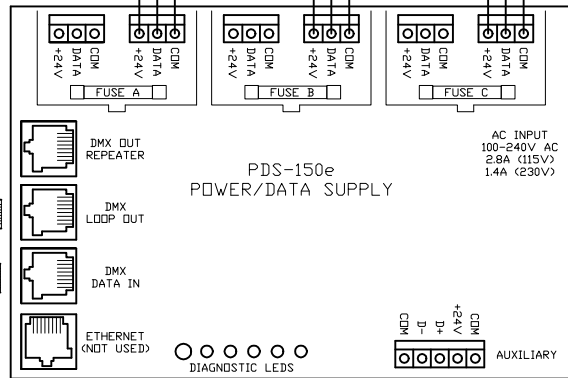 +24V DATA COM +24V DATA COM +24V DATA COM +24V DATA COM +24V DATA COM +24V DATA COM
FUSE A FUSE B FUSE C
DMX OUT
REPEATER
AC INPUT
100-240V AC
2.8A (115V)
1.4A (230V)
PDS-150e
POWER/DATA SUPPLY
DMX
LOOP OUT
DMX
DATA IN
ETHERNET
(NOT USED)
DIAGNOSTIC LEDS
COM D- D+ +24V COM
AUXILIARY